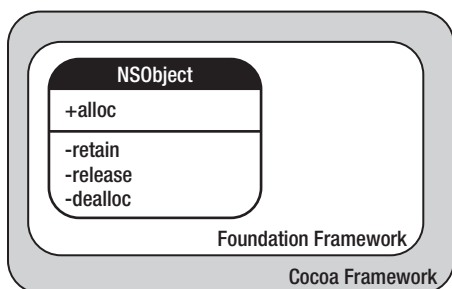 NSObject
+alloc
-retain
-release
-dealloc
Foundation Framework
Cocoa Framework